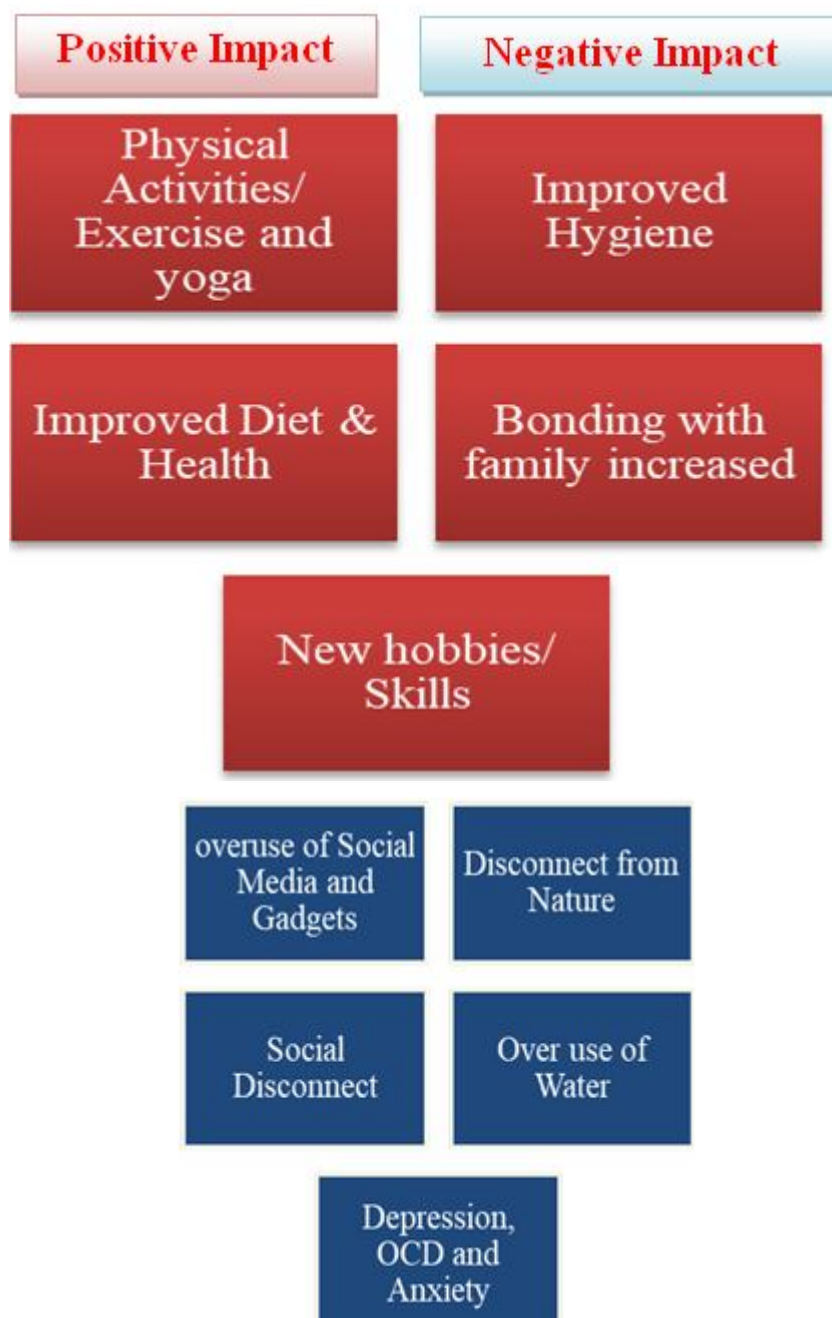 Positive Impact
Negative Impact
Physical
Activities/
Exercise and
yoga
Improved
Hygiene
Improved Diet &
Health
Bonding with
family increased
New hobbies/
Skills
overuse of Social
Media and
Gadgets
Disconnect from
Nature
Social
Disconnect
Over use of
Water
Depression,
OCD and
Anxiety